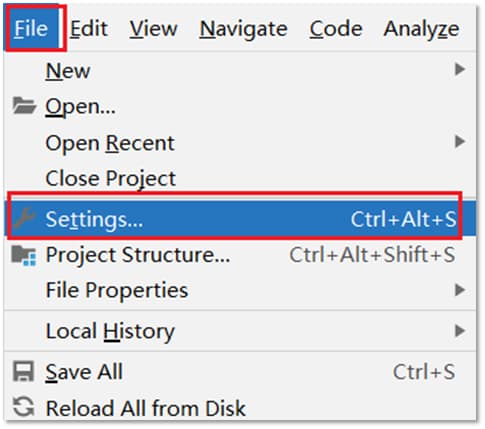 File Edit View Navigate Code Analyze
New
Open...
Open Recent
Close Project
Settings... Ctrl+Alt+S
Project Structure... Ctrl+Alt+Shift+S
File Properties
Local History
Save All Ctrl+S
Reload All from Disk